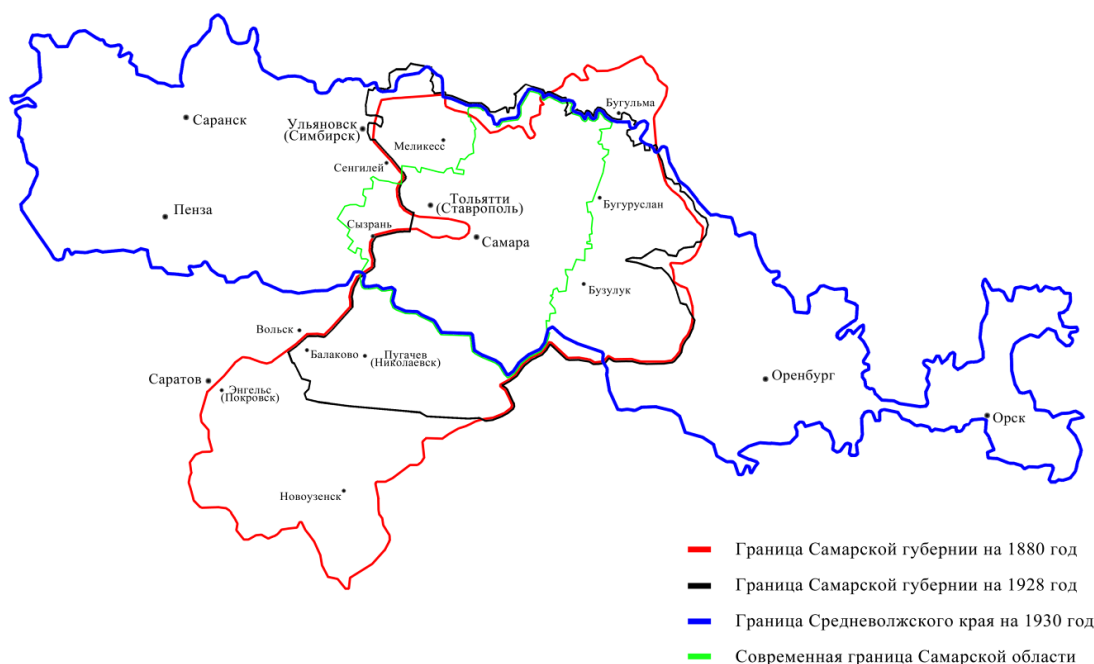 Бугульма
Саранск
Ульяновск
(Симбирск)
Мелекесс
Сенгилей
Тольятти
(Ставрополь)
Бугуруслан
Пенза
Сызрань
Самара
Бузулук
Вольск
Балаково
Пугачев
(Николаевск)
Саратов
Энгельс
(Покровск)
Оренбург
Орск
Новоузенск
Граница Самарской губернии на 1880 год
Граница Самарской губернии на 1928 год
Граница Средневолжского края на 1930 год
Современная граница Самарской области